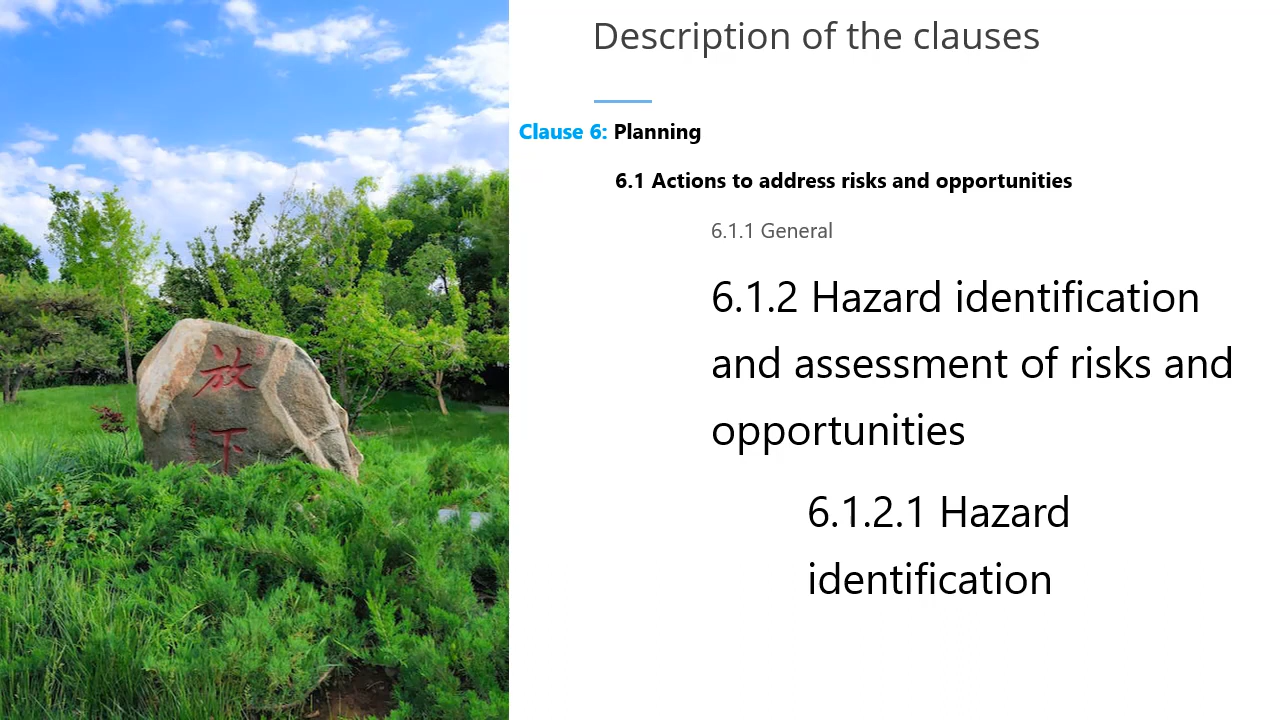 Description of the clauses
Clause 6: Planning
6.1 Actions to address risks and opportunities
6.1.1 General
6.1.2 Hazard identification
and assessment of risks and
opportunities
6.1.2.1 Hazard
identification
放
下